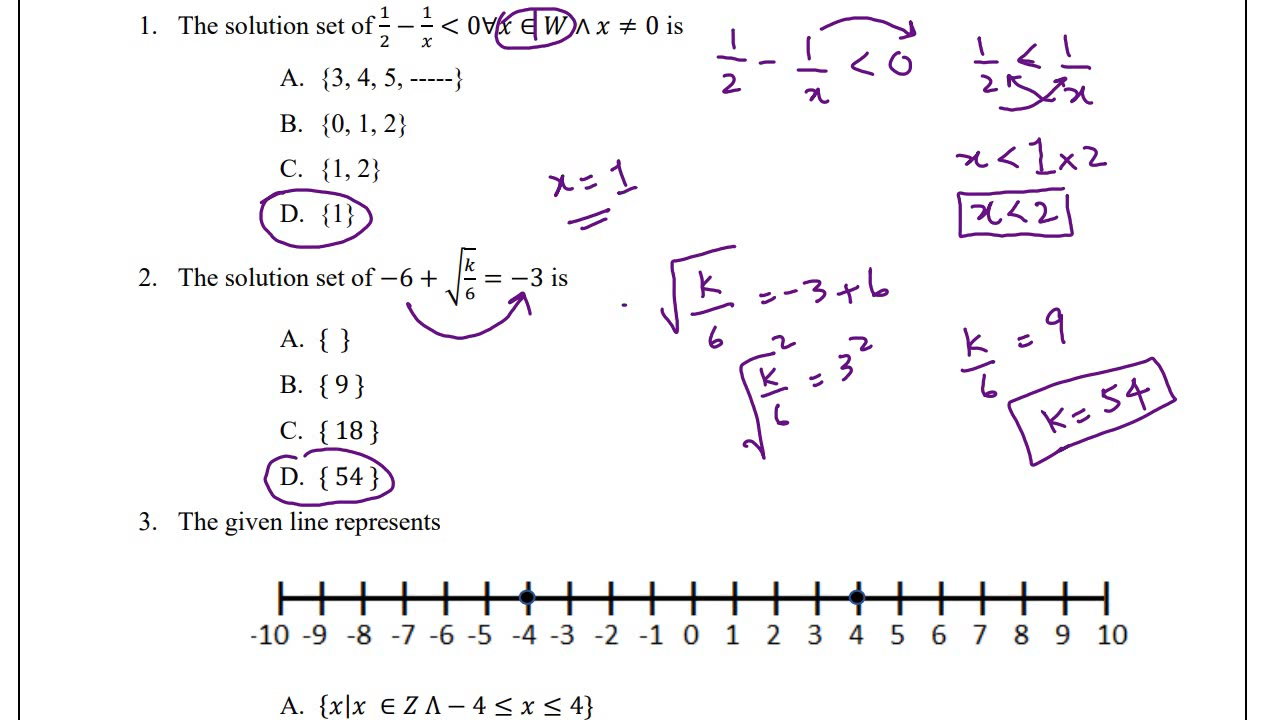 1. The solution set of 1/2 − 1/x < 0∀x ∈ W ∧ x ≠ 0 is
A. {3, 4, 5, -----}
B. {0, 1, 2}
C. {1, 2}
D. {1}
1/2 - 1/x < 0
1/2 < 1/x
x < 1 × 2
x < 2
x = 1
2. The solution set of −6 + √(k/6) = −3 is
A. { }
B. { 9 }
C. { 18 }
D. { 54 }
√(k/6) = -3 + 6
√(k/6)² = 3²
k/6 = 9
k = 54
3. The given line represents
-10 -9 -8 -7 -6 -5 -4 -3 -2 -1 0 1 2 3 4 5 6 7 8 9 10
A. {x|x ∈ Z Λ − 4 ≤ x ≤ 4}